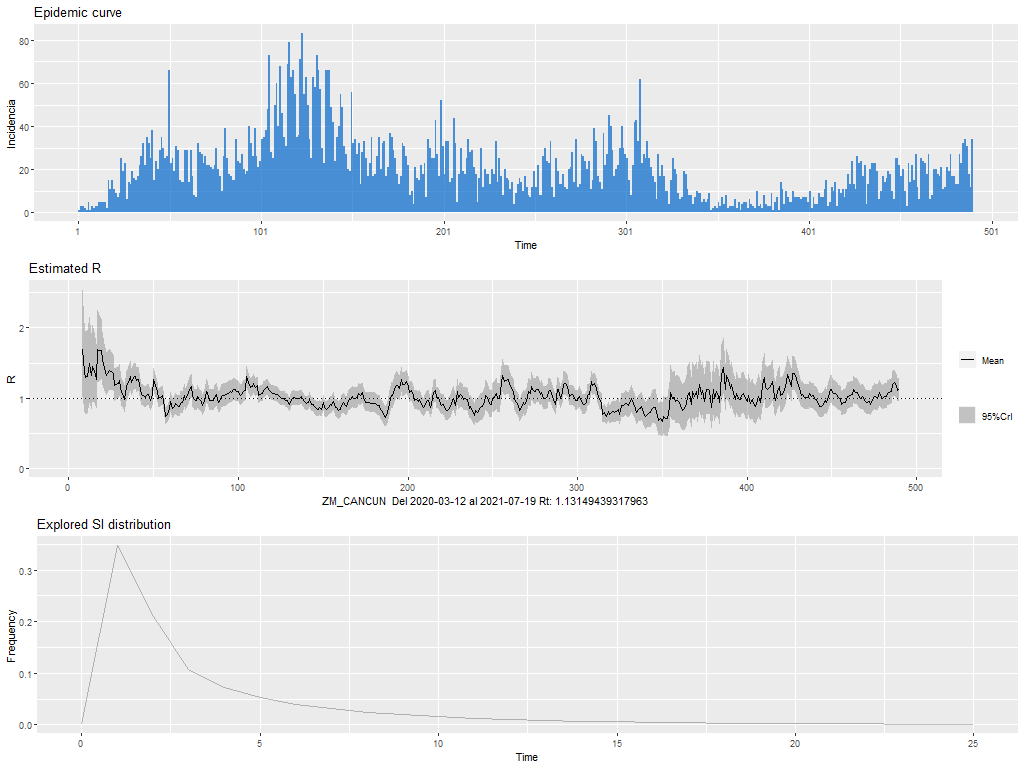 Epidemic curve
Incidencia
80
60
40
20
0
1 101 201 301 401 501
Time
Estimated R
R
2
1
0
0 100 200 300 400 500
ZM_CANCUN Del 2020-03-12 al 2021-07-19 Rt: 1.13149439317963
Mean
95%CrI
Explored SI distribution
Frequency
0.3
0.2
0.1
0.0
0 5 10 15 20 25
Time